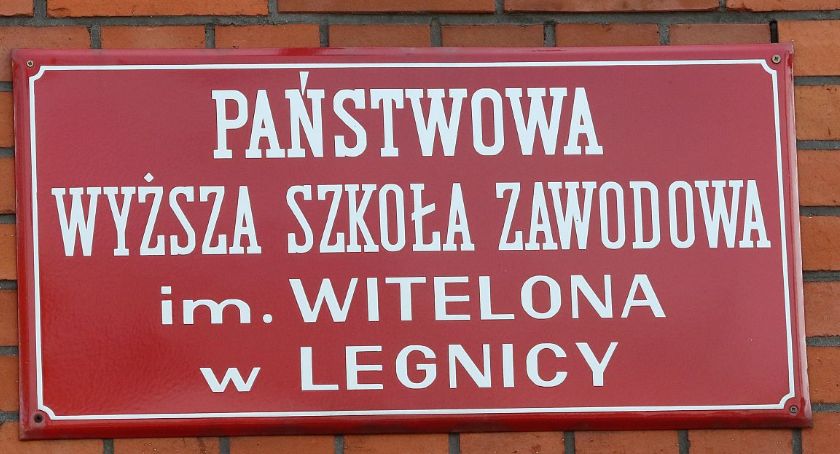 PAŃSTWOWA
WYŻSZA SZKOŁA ZAWODOWA
im. WITELONA
w LEGNICY